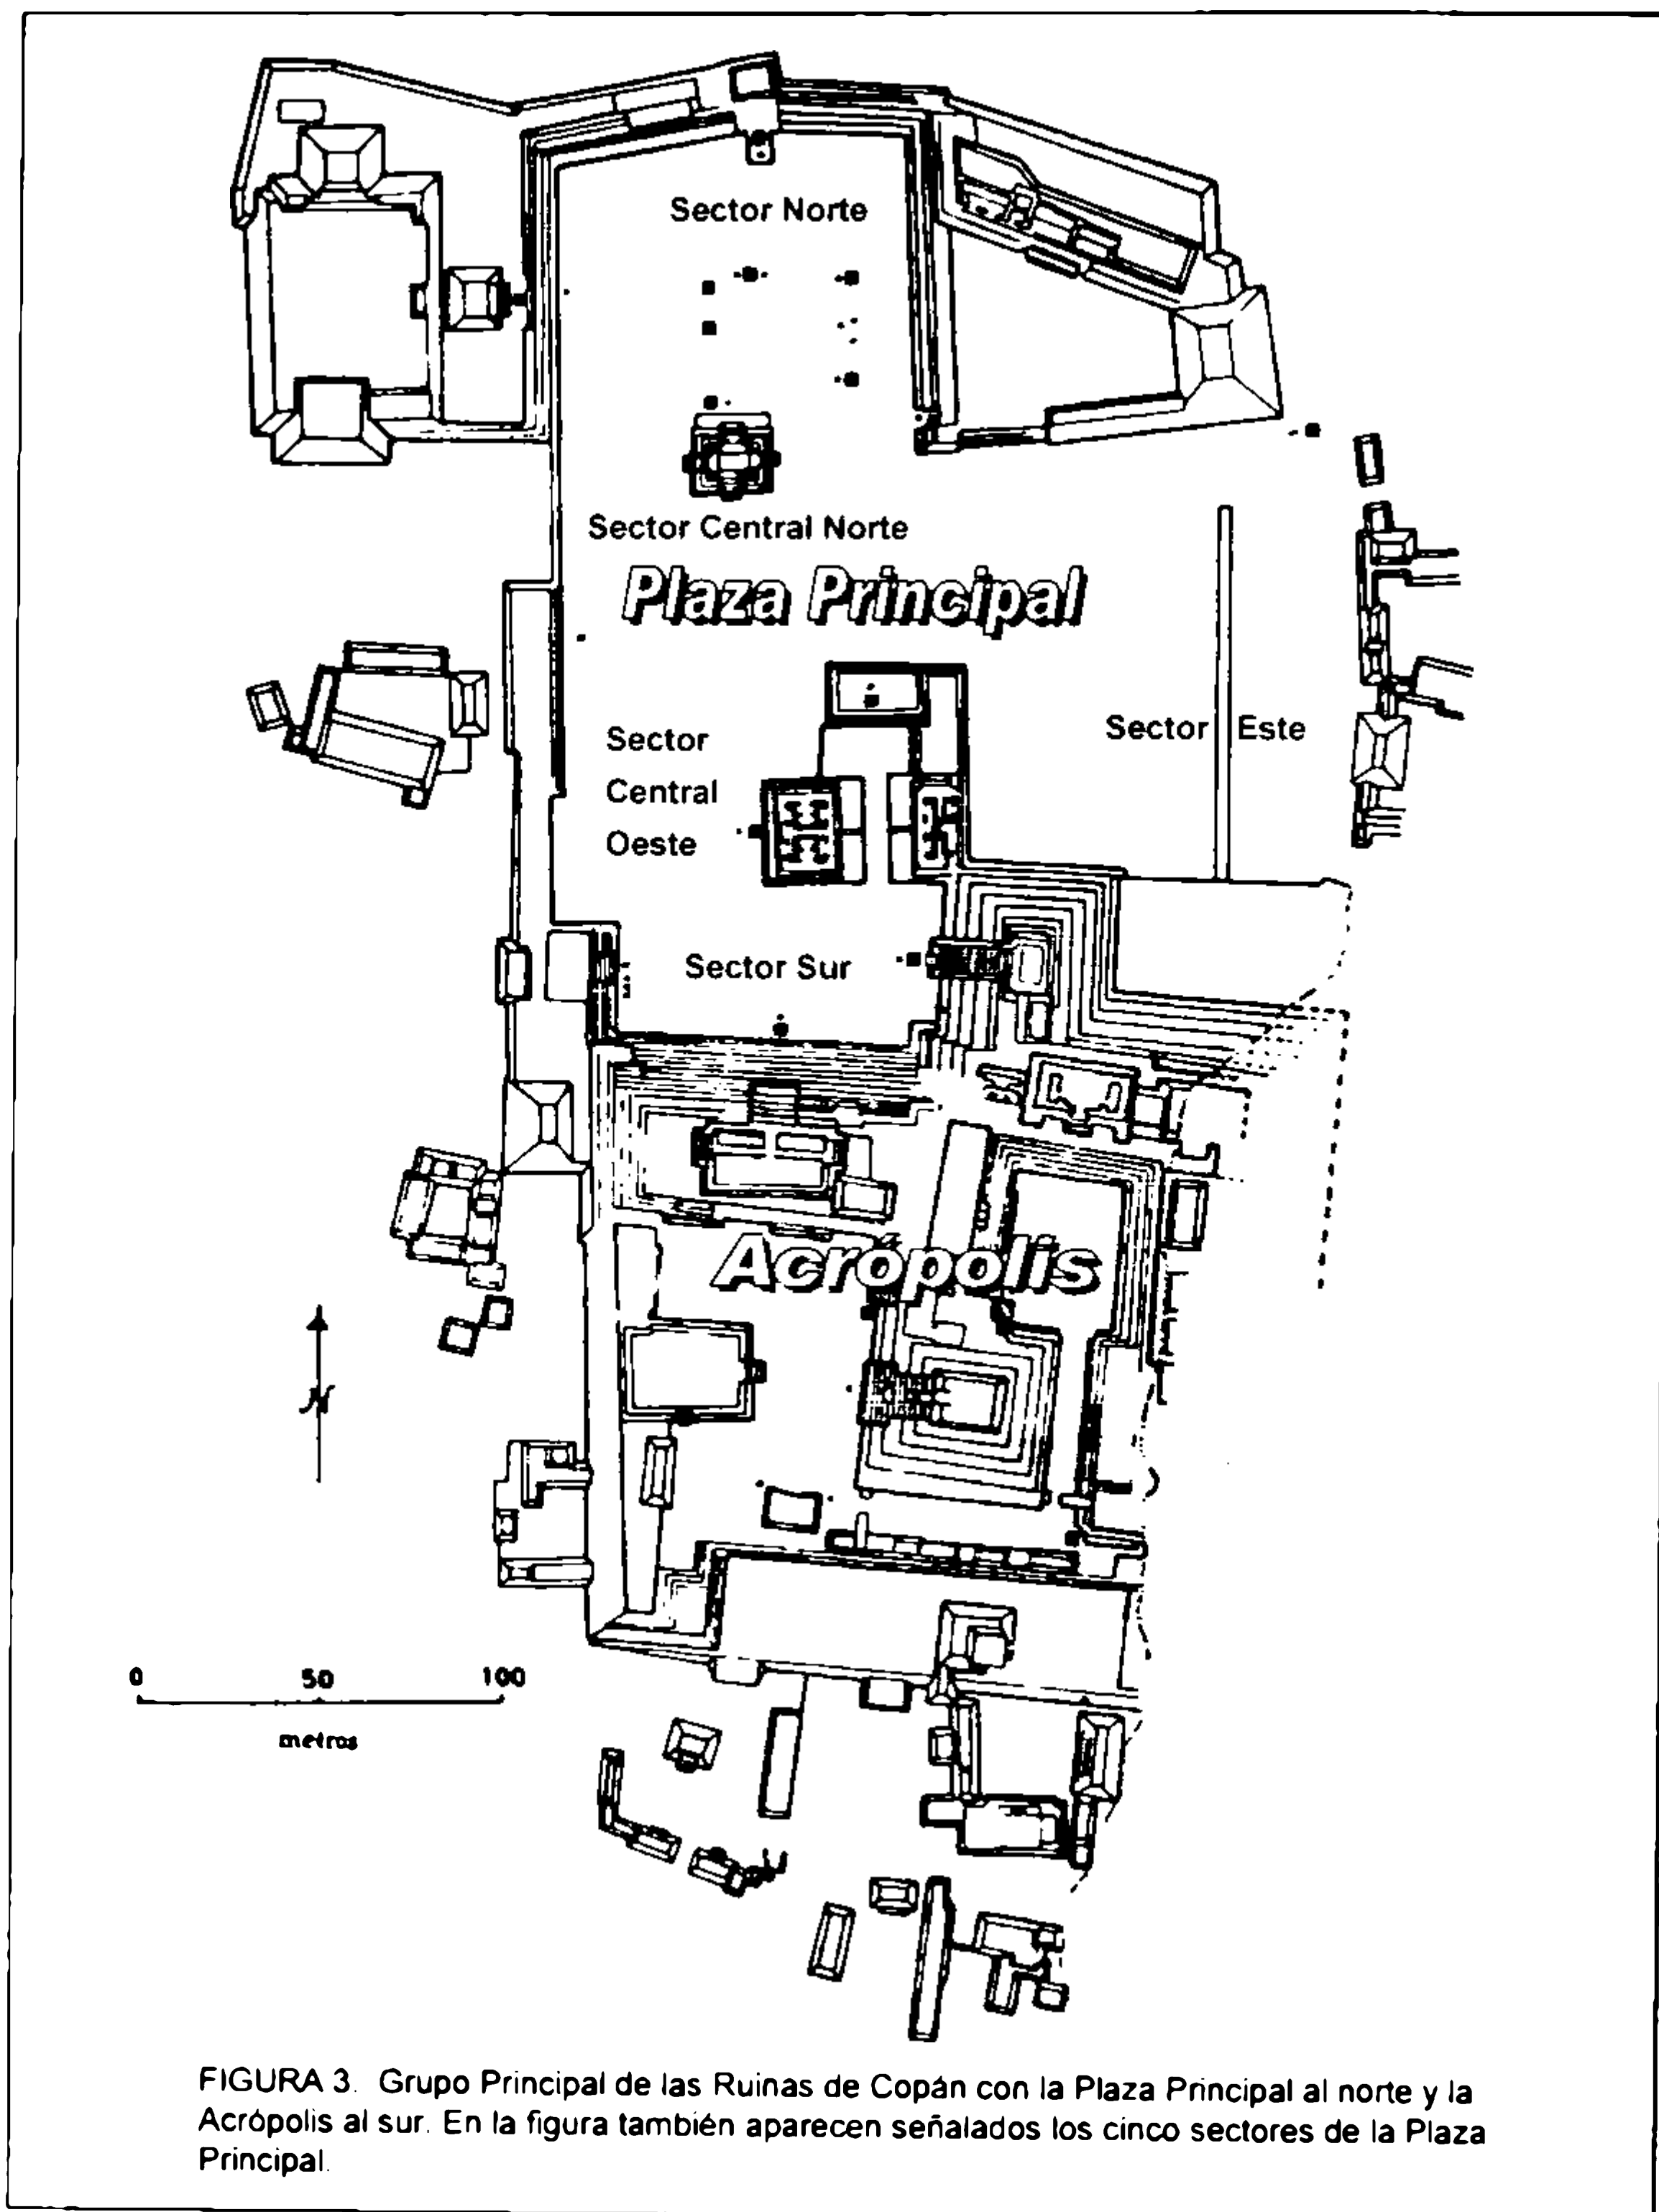 Sector Norte
Sector Central Norte
Plaza Principal
Sector
Central
Oeste
Sector Este
Sector Sur
Acrópolis
N
0 50 100
metros
FIGURA 3. Grupo Principal de las Ruinas de Copán con la Plaza Principal al norte y la
Acrópolis al sur. En la figura también aparecen señalados los cinco sectores de la Plaza
Principal.